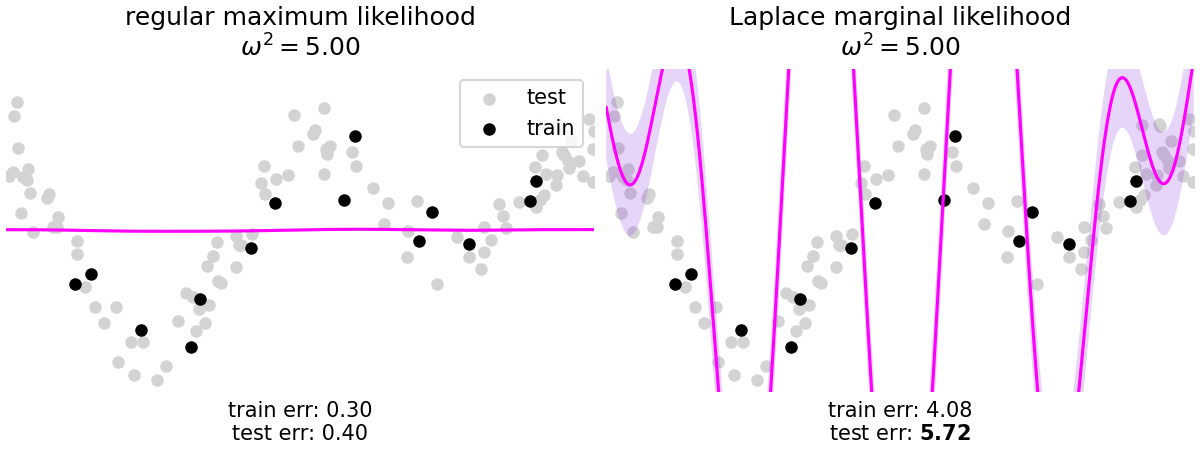 regular maximum likelihood
ω² = 5.00
test
train
train err: 0.30
test err: 0.40
Laplace marginal likelihood
ω² = 5.00
train err: 4.08
test err: 5.72